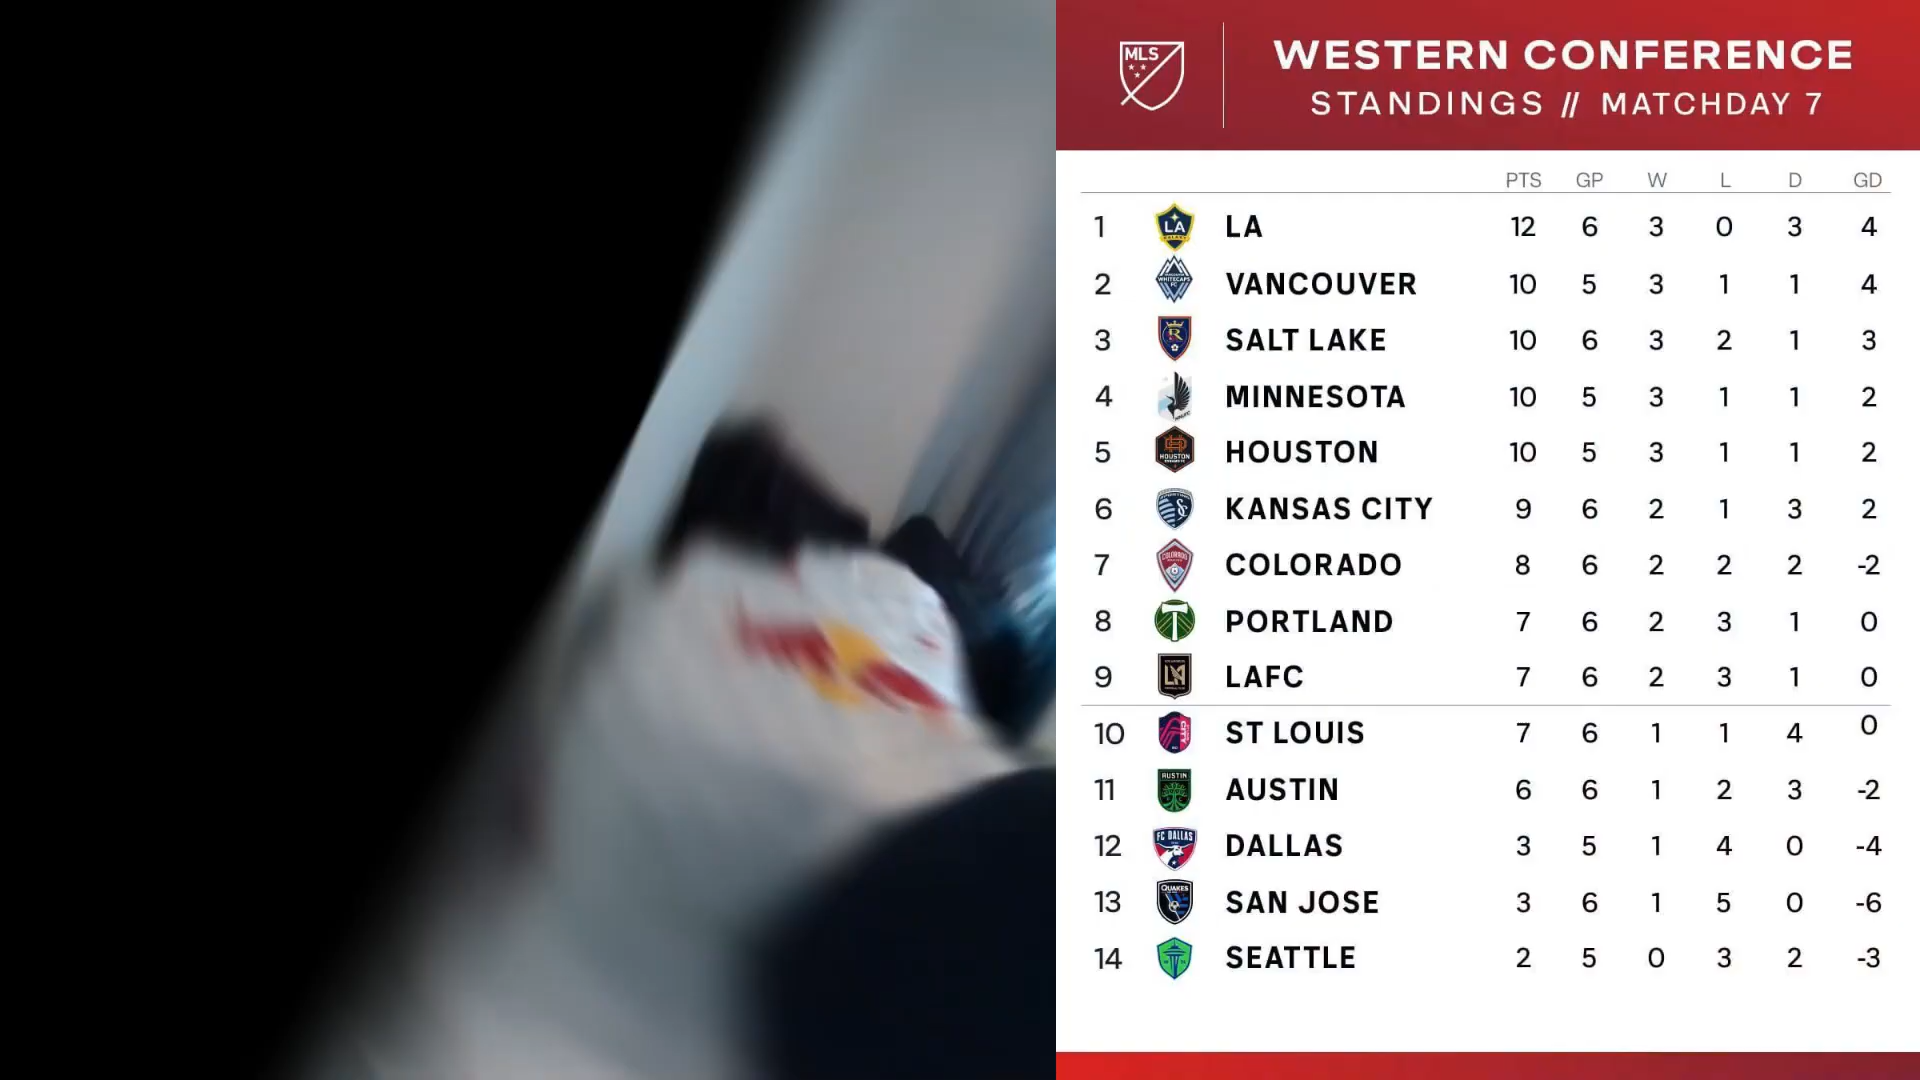 MLS
WESTERN CONFERENCE
STANDINGS // MATCHDAY 7
PTS GP W L D GD
1 LA 12 6 3 0 3 4
2 VANCOUVER 10 5 3 1 1 4
3 SALT LAKE 10 6 3 2 1 3
4 MINNESOTA 10 5 3 1 1 2
5 HOUSTON 10 5 3 1 1 2
6 KANSAS CITY 9 6 2 1 3 2
7 COLORADO 8 6 2 2 2 -2
8 PORTLAND 7 6 2 3 1 0
9 LAFC 7 6 2 3 1 0
10 ST LOUIS 7 6 1 1 4 0
11 AUSTIN 6 6 1 2 3 -2
12 DALLAS 3 5 1 4 0 -4
13 SAN JOSE 3 6 1 5 0 -6
14 SEATTLE 2 5 0 3 2 -3